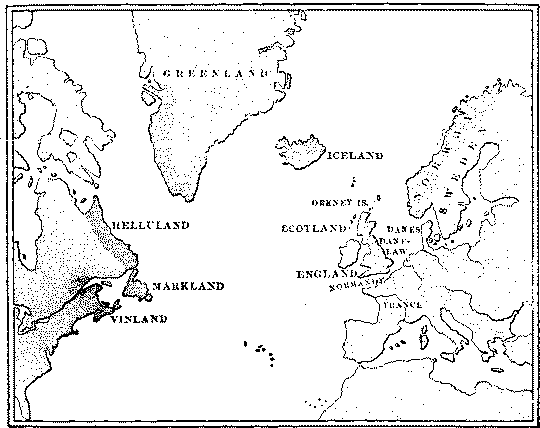 GREENLAND
ICELAND
NORWAY
SWEDEN
ORKNEY IS.
HELLULAND
SCOTLAND
DANES
DANE-
LAW
ENGLAND
MARKLAND
NORMANDY
FRANCE
VINLAND